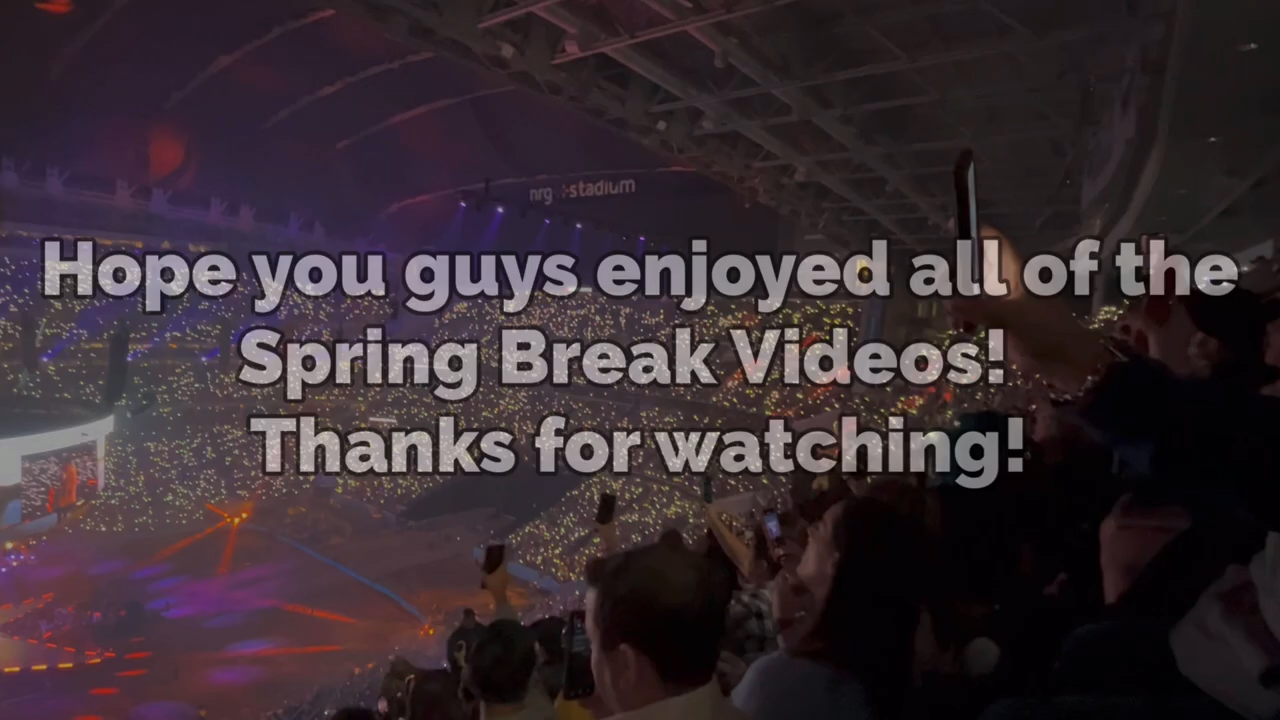 nrg stadium
Hope you guys enjoyed all of the
Spring Break Videos!
Thanks for watching!